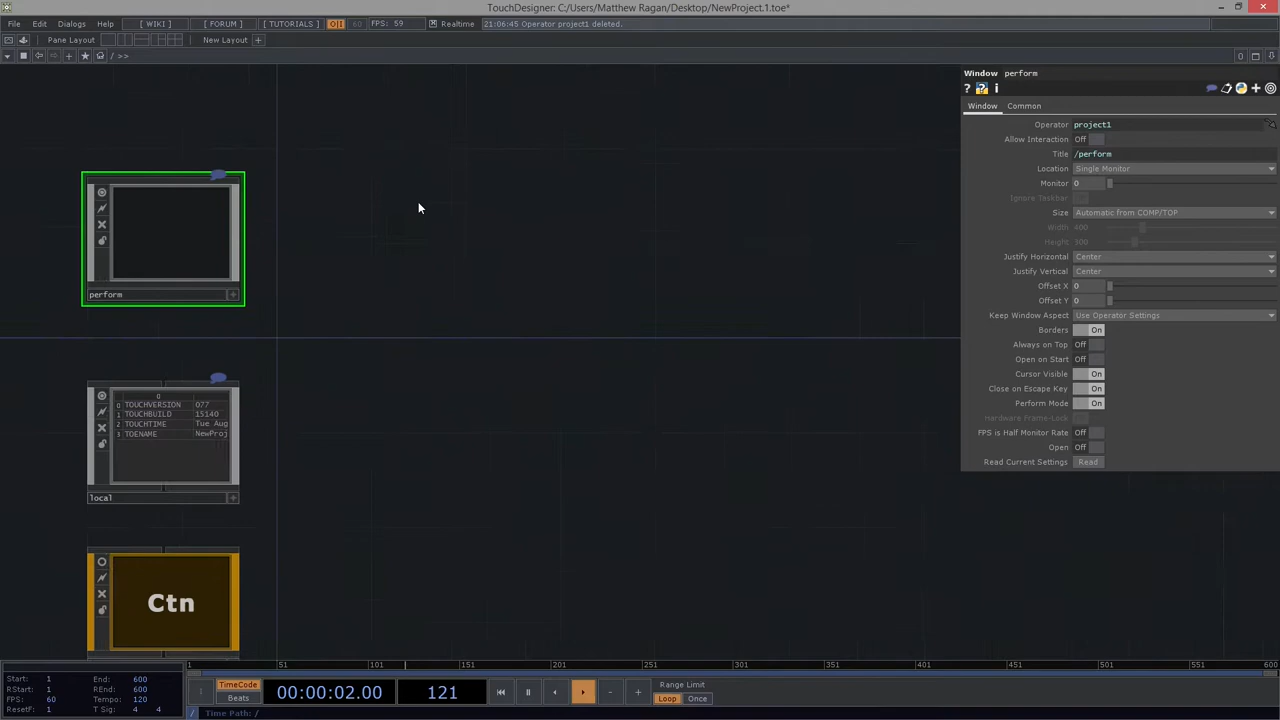 TouchDesigner: C:/Users/Matthew Ragan/Desktop/NewProject.1.toe*
File Edit Dialogs Help [ WIKI ] [ FORUM ] [ TUTORIALS ] O|I 60 FPS: 59 Realtime 21:06:45 Operator project1 deleted.
Pane Layout New Layout +
/ >> 0
Window perform
? ? i
Window Common
Operator project1
Allow Interaction Off
Title /perform
Location Single Monitor
Monitor 0
Ignore Taskbar
Size Automatic from COMP/TOP
Width 400
Height 300
Justify Horizontal Center
Justify Vertical Center
Offset X 0
Offset Y 0
Keep Window Aspect Use Operator Settings
Borders On
Always on Top Off
Open on Start Off
Cursor Visible On
Close on Escape Key On
Perform Mode On
Hardware Frame-Lock
FPS is Half Monitor Rate Off
Open Off
Read Current Settings Read
perform
0
0 TOUCHVERSION 077
1 TOUCHBUILD 15140
2 TOUCHTIME Tue Aug
3 TOENAME NewProj
local
Ctn
1 51 101 151 201 251 301 351 401 451 501 551 600
Start: 1 End: 600
RStart: 1 REnd: 600
FPS: 60 Tempo: 120
ResetF: 1 T Sig: 4 4
TimeCode
Beats
00:00:02.00 121
Range Limit
Loop Once
/ Time Path: /